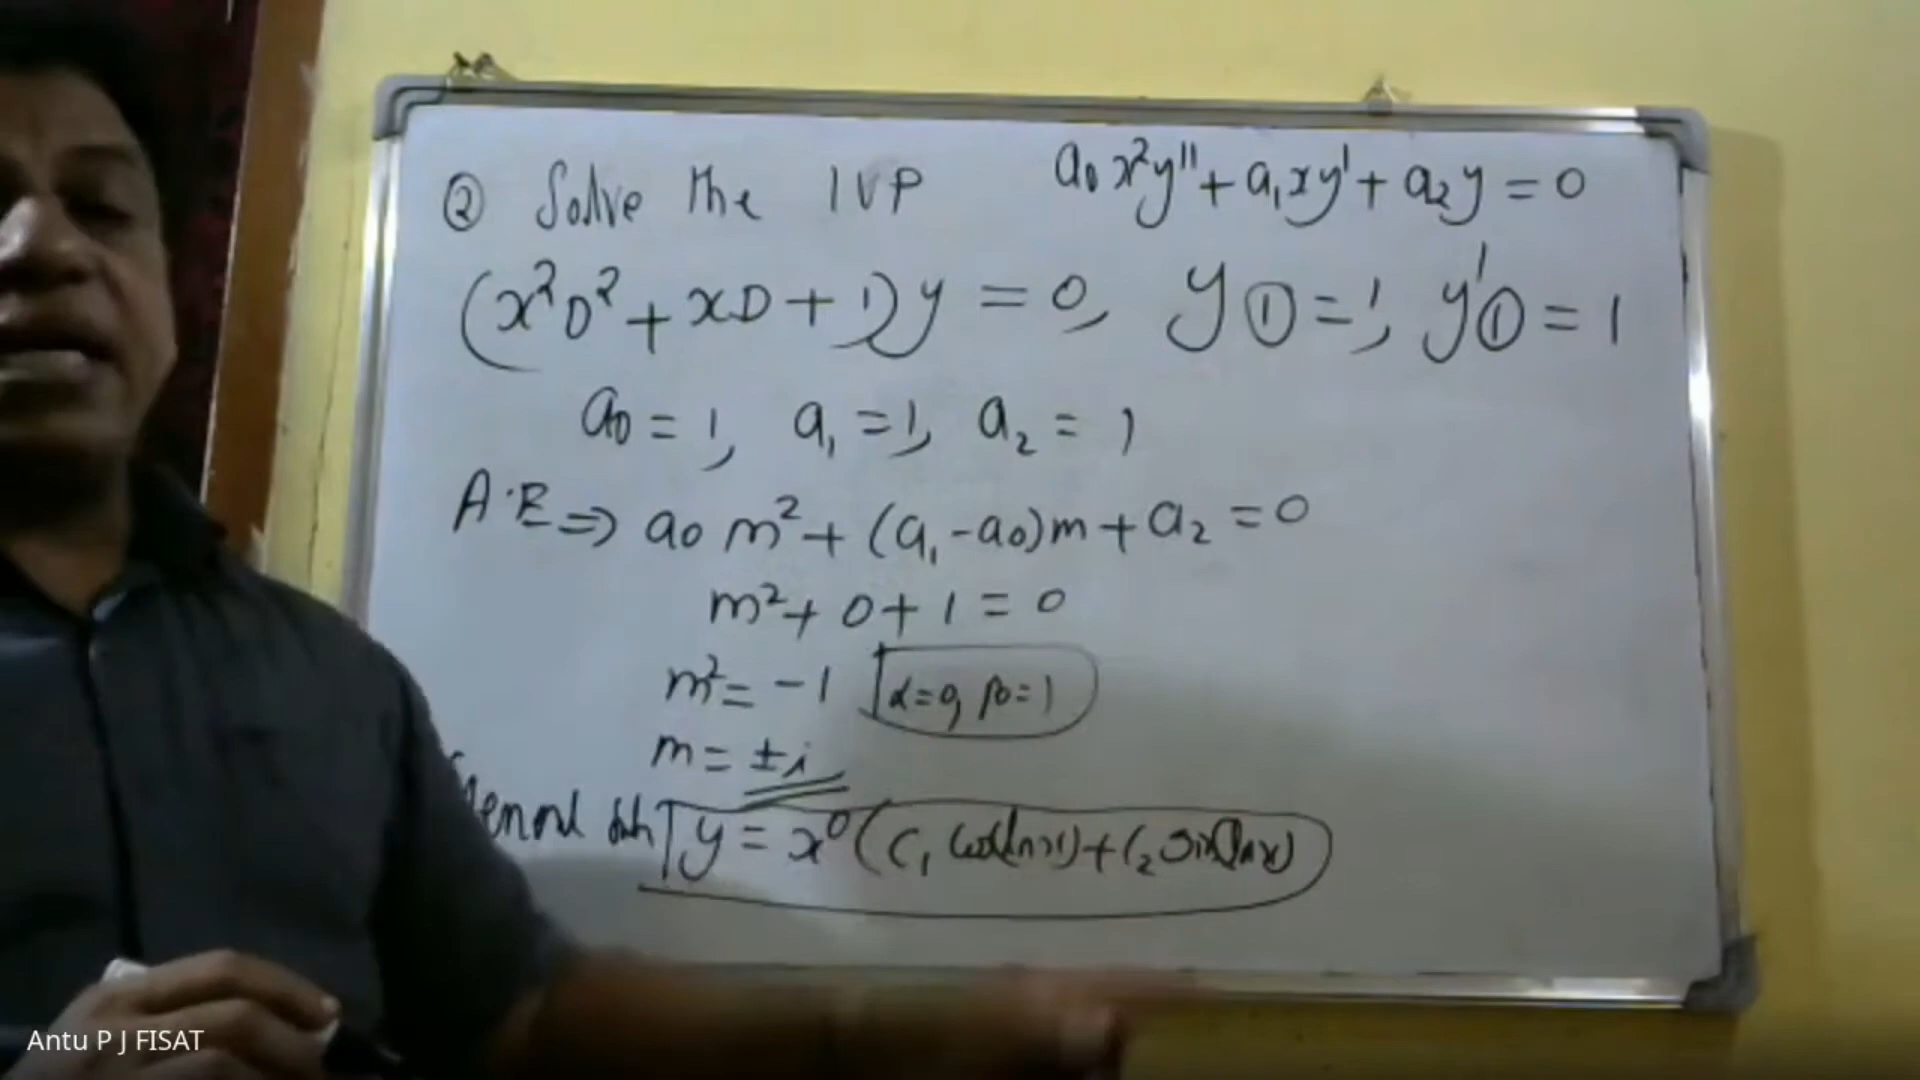 ② Solve the IVP a₀x²y'' + a₁xy' + a₂y = 0
(x²D² + xD + 1)y = 0, y(1) = 1, y'(1) = 1
a₀ = 1, a₁ = 1, a₂ = 1
A.E ⇒ a₀m² + (a₁ - a₀)m + a₂ = 0
m² + 0 + 1 = 0
m² = -1 α=0, β=1
m = ±i
y = x⁰(C₁ cos(lnx) + C₂ sin(lnx)
Antu P J FISAT